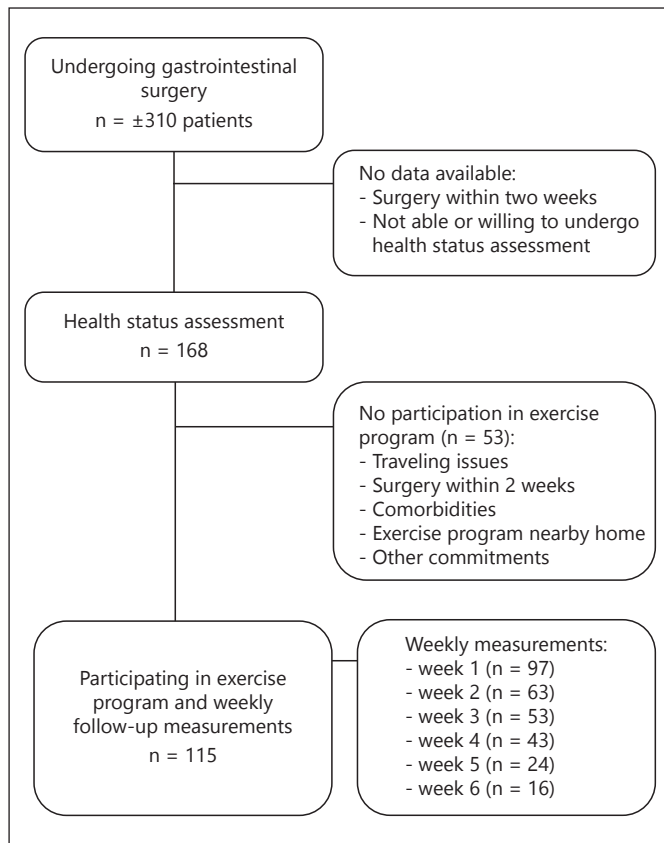 Undergoing gastrointestinal
surgery
n = ±310 patients
No data available:
- Surgery within two weeks
- Not able or willing to undergo
health status assessment
Health status assessment
n = 168
No participation in exercise
program (n = 53):
- Traveling issues
- Surgery within 2 weeks
- Comorbidities
- Exercise program nearby home
- Other commitments
Participating in exercise
program and weekly
follow-up measurements
n = 115
Weekly measurements:
- week 1 (n = 97)
- week 2 (n = 63)
- week 3 (n = 53)
- week 4 (n = 43)
- week 5 (n = 24)
- week 6 (n = 16)